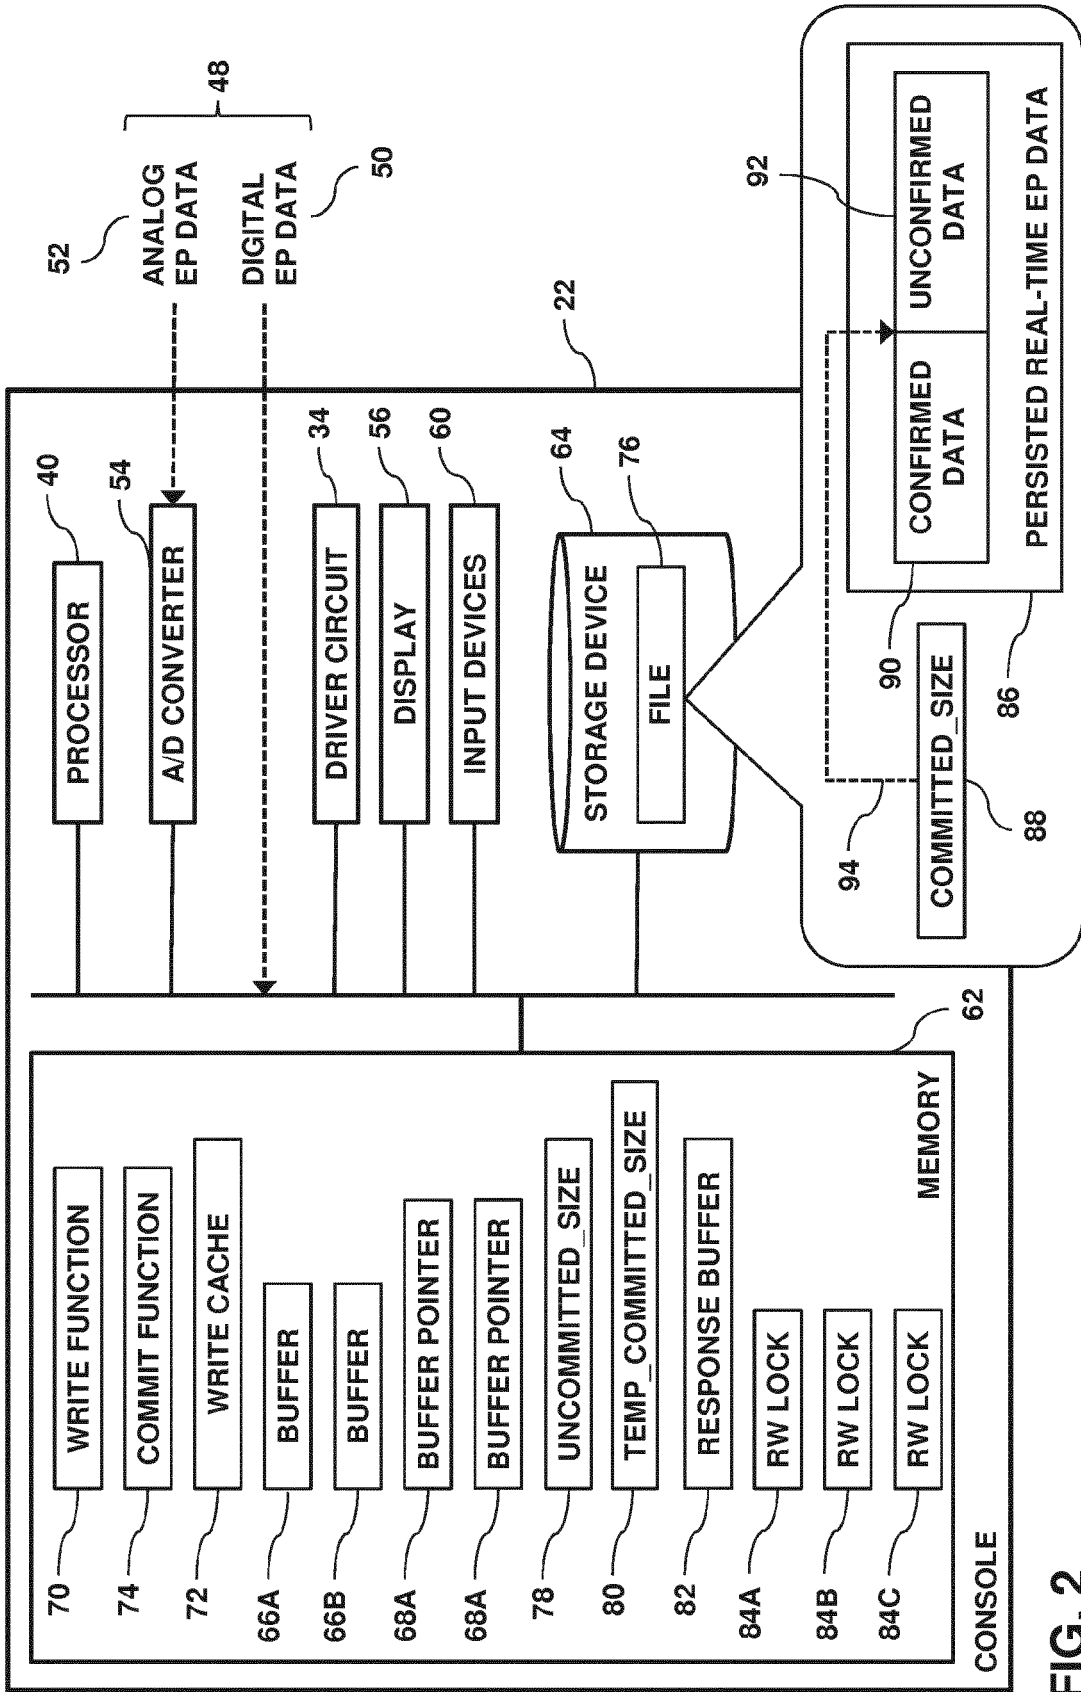 CONSOLE
MEMORY
70
WRITE FUNCTION
74
COMMIT FUNCTION
72
WRITE CACHE
66A
BUFFER
66B
BUFFER
68A
BUFFER POINTER
68A
BUFFER POINTER
78
UNCOMMITTED_SIZE
80
TEMP_COMMITTED_SIZE
82
RESPONSE BUFFER
84A
RW LOCK
84B
RW LOCK
84C
RW LOCK
62
PROCESSOR
40
A/D CONVERTER
54
DRIVER CIRCUIT
34
DISPLAY
56
INPUT DEVICES
60
STORAGE DEVICE
64
FILE
76
22
52
ANALOG
EP DATA
48
DIGITAL
EP DATA
50
94
COMMITTED_SIZE
88
90
CONFIRMED
DATA
92
UNCONFIRMED
DATA
PERSISTED REAL-TIME EP DATA
86
FIG. 2